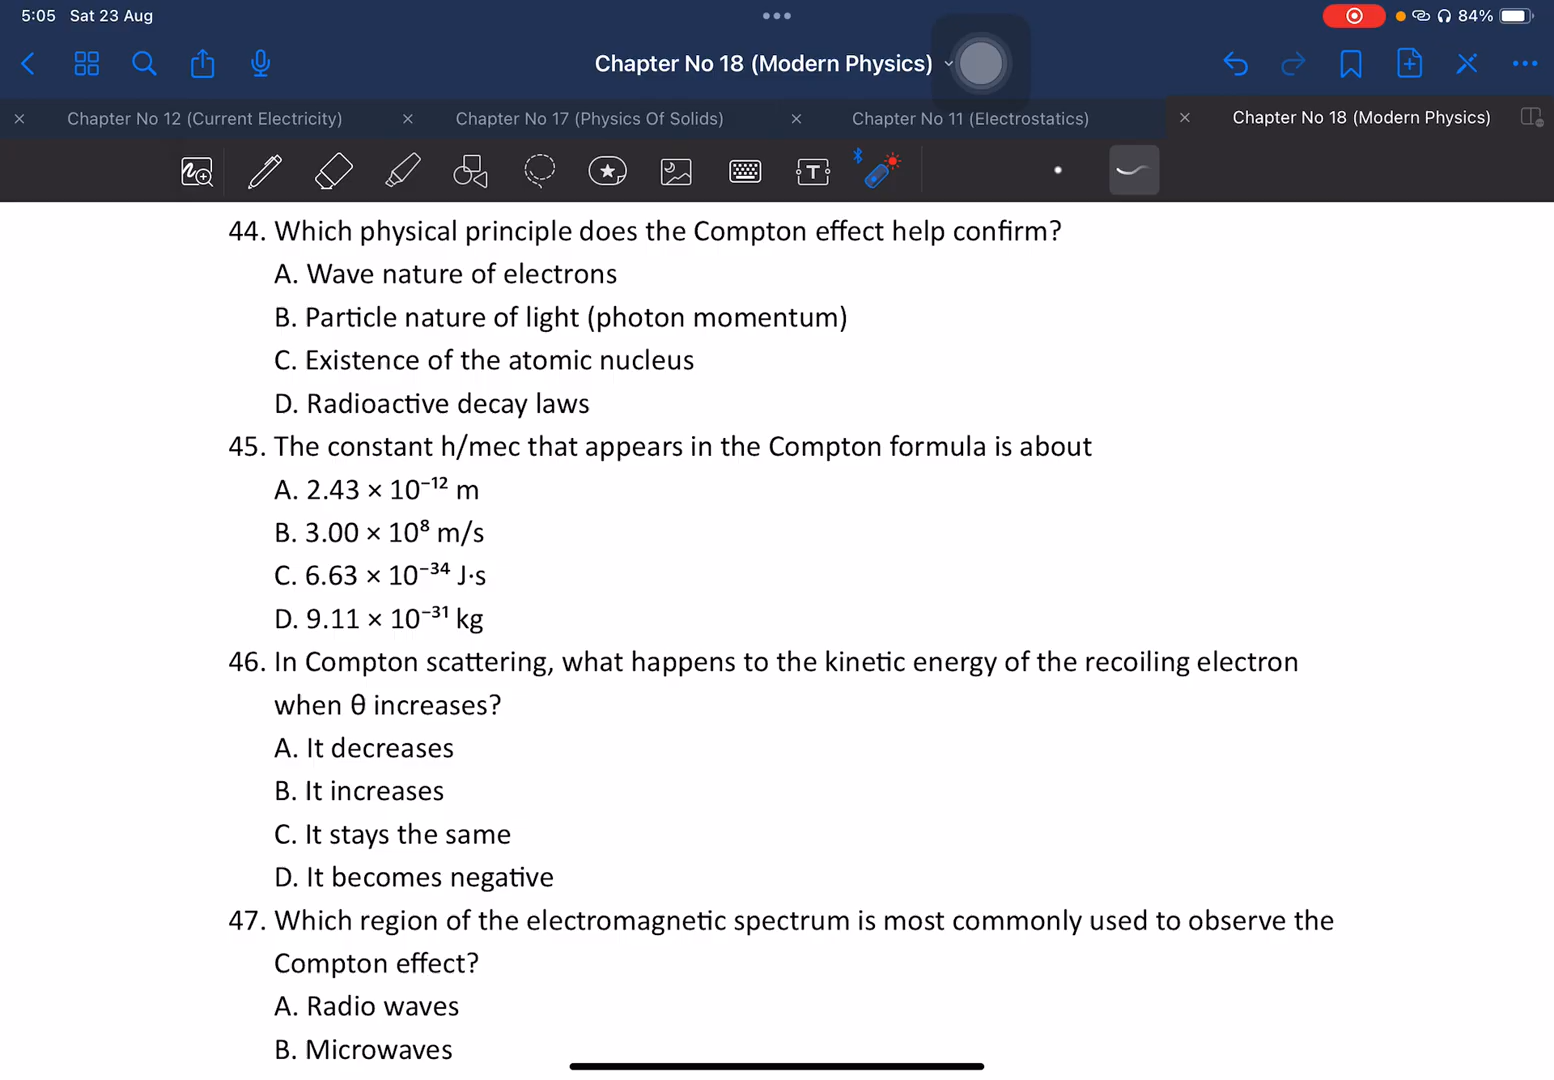 5:05 Sat 23 Aug
84%
Chapter No 18 (Modern Physics)
Chapter No 12 (Current Electricity)
Chapter No 17 (Physics Of Solids)
Chapter No 11 (Electrostatics)
Chapter No 18 (Modern Physics)
T
44. Which physical principle does the Compton effect help confirm?
A. Wave nature of electrons
B. Particle nature of light (photon momentum)
C. Existence of the atomic nucleus
D. Radioactive decay laws
45. The constant h/mec that appears in the Compton formula is about
A. 2.43 × 10⁻¹² m
B. 3.00 × 10⁸ m/s
C. 6.63 × 10⁻³⁴ J·s
D. 9.11 × 10⁻³¹ kg
46. In Compton scattering, what happens to the kinetic energy of the recoiling electron
when θ increases?
A. It decreases
B. It increases
C. It stays the same
D. It becomes negative
47. Which region of the electromagnetic spectrum is most commonly used to observe the
Compton effect?
A. Radio waves
B. Microwaves